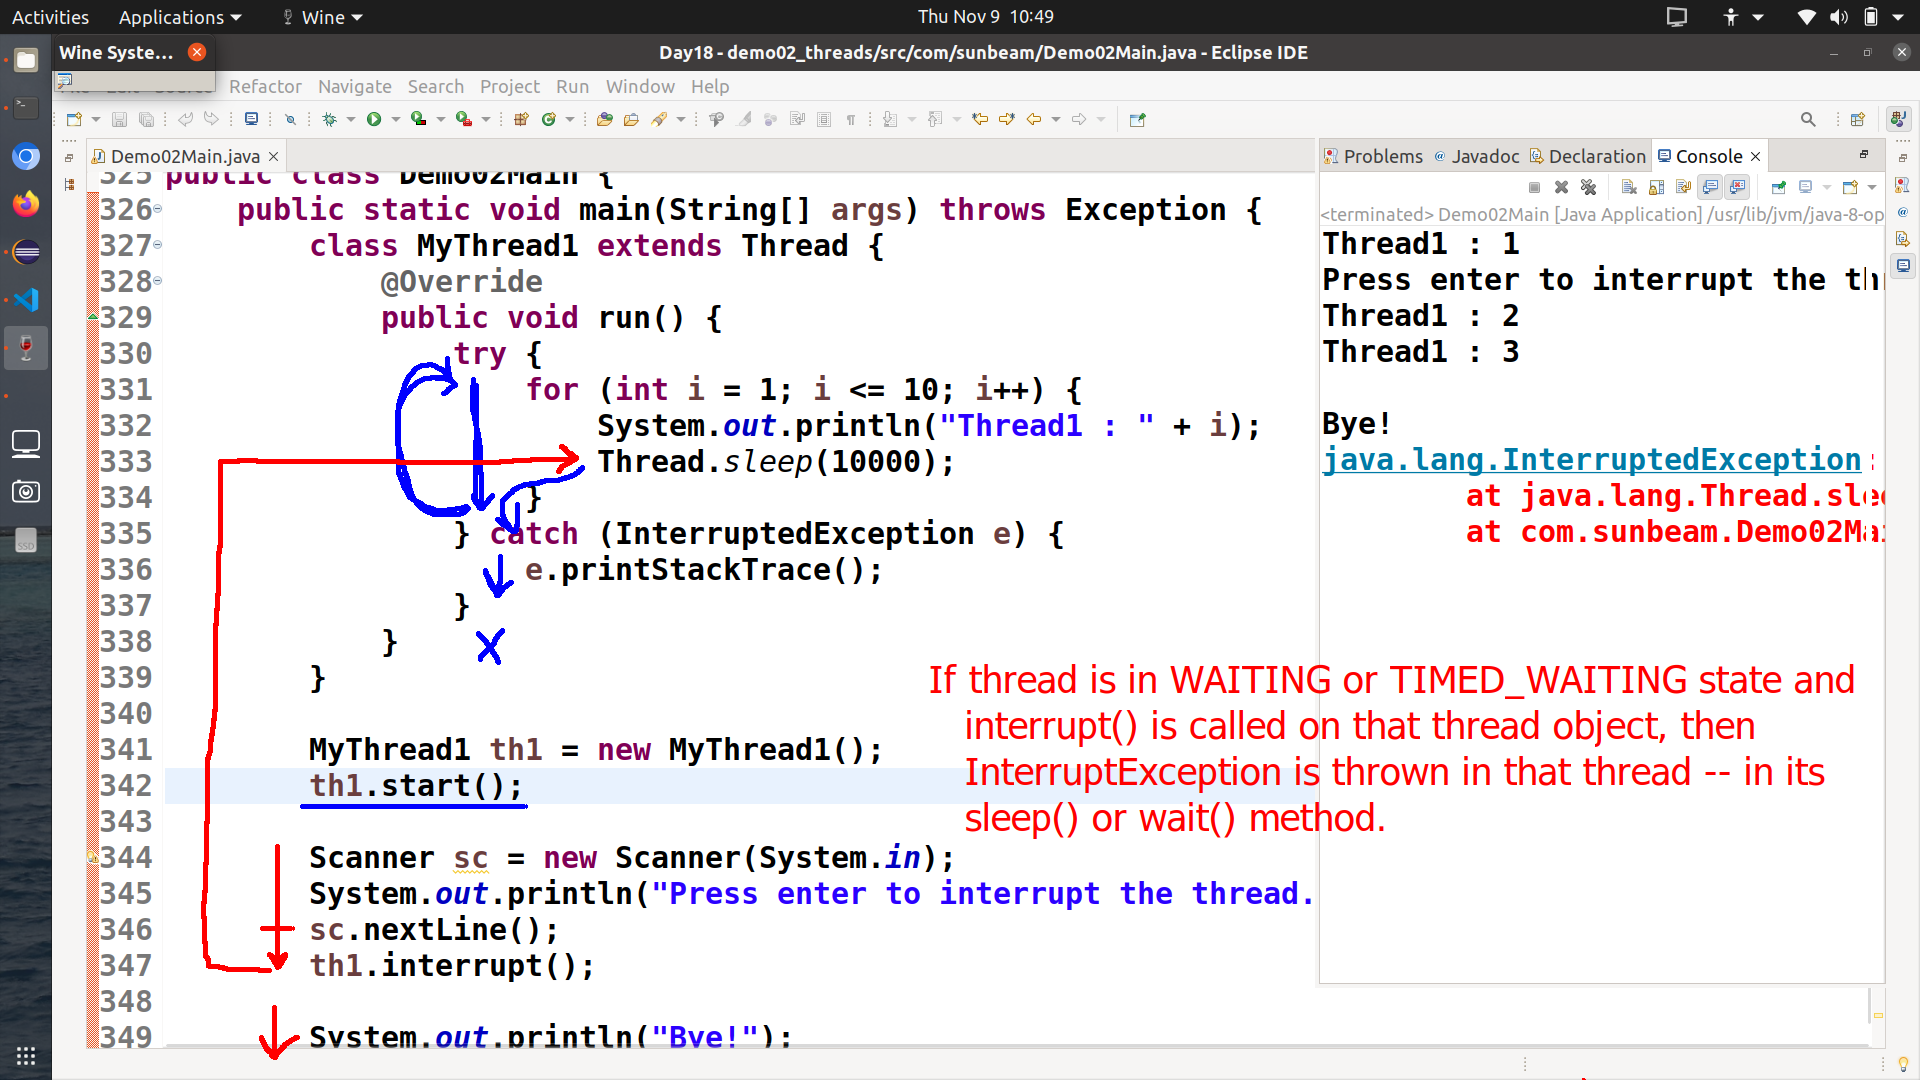 Activities Applications Wine Thu Nov 9 10:49
Wine Syste... Day18 - demo02_threads/src/com/sunbeam/Demo02Main.java - Eclipse IDE
Refactor Navigate Search Project Run Window Help
Demo02Main.java
325 public class Demo02Main {
326 public static void main(String[] args) throws Exception {
327 class MyThread1 extends Thread {
328 @Override
329 public void run() {
330 try {
331 for (int i = 1; i <= 10; i++) {
332 System.out.println("Thread1 : " + i);
333 Thread.sleep(10000);
334 }
335 } catch (InterruptedException e) {
336 e.printStackTrace();
337 }
338 } X
339 }
340
341 MyThread1 th1 = new MyThread1();
342 th1.start();
343
344 Scanner sc = new Scanner(System.in);
345 System.out.println("Press enter to interrupt the thread.
346 sc.nextLine();
347 th1.interrupt();
348
349 System.out.println("Bye!");
Problems Javadoc Declaration Console
<terminated> Demo02Main [Java Application] /usr/lib/jvm/java-8-op
Thread1 : 1
Press enter to interrupt the th
Thread1 : 2
Thread1 : 3
Bye!
java.lang.InterruptedException:
at java.lang.Thread.slee
at com.sunbeam.Demo02Mai
If thread is in WAITING or TIMED_WAITING state and
interrupt() is called on that thread object, then
InterruptException is thrown in that thread -- in its
sleep() or wait() method.
SSD